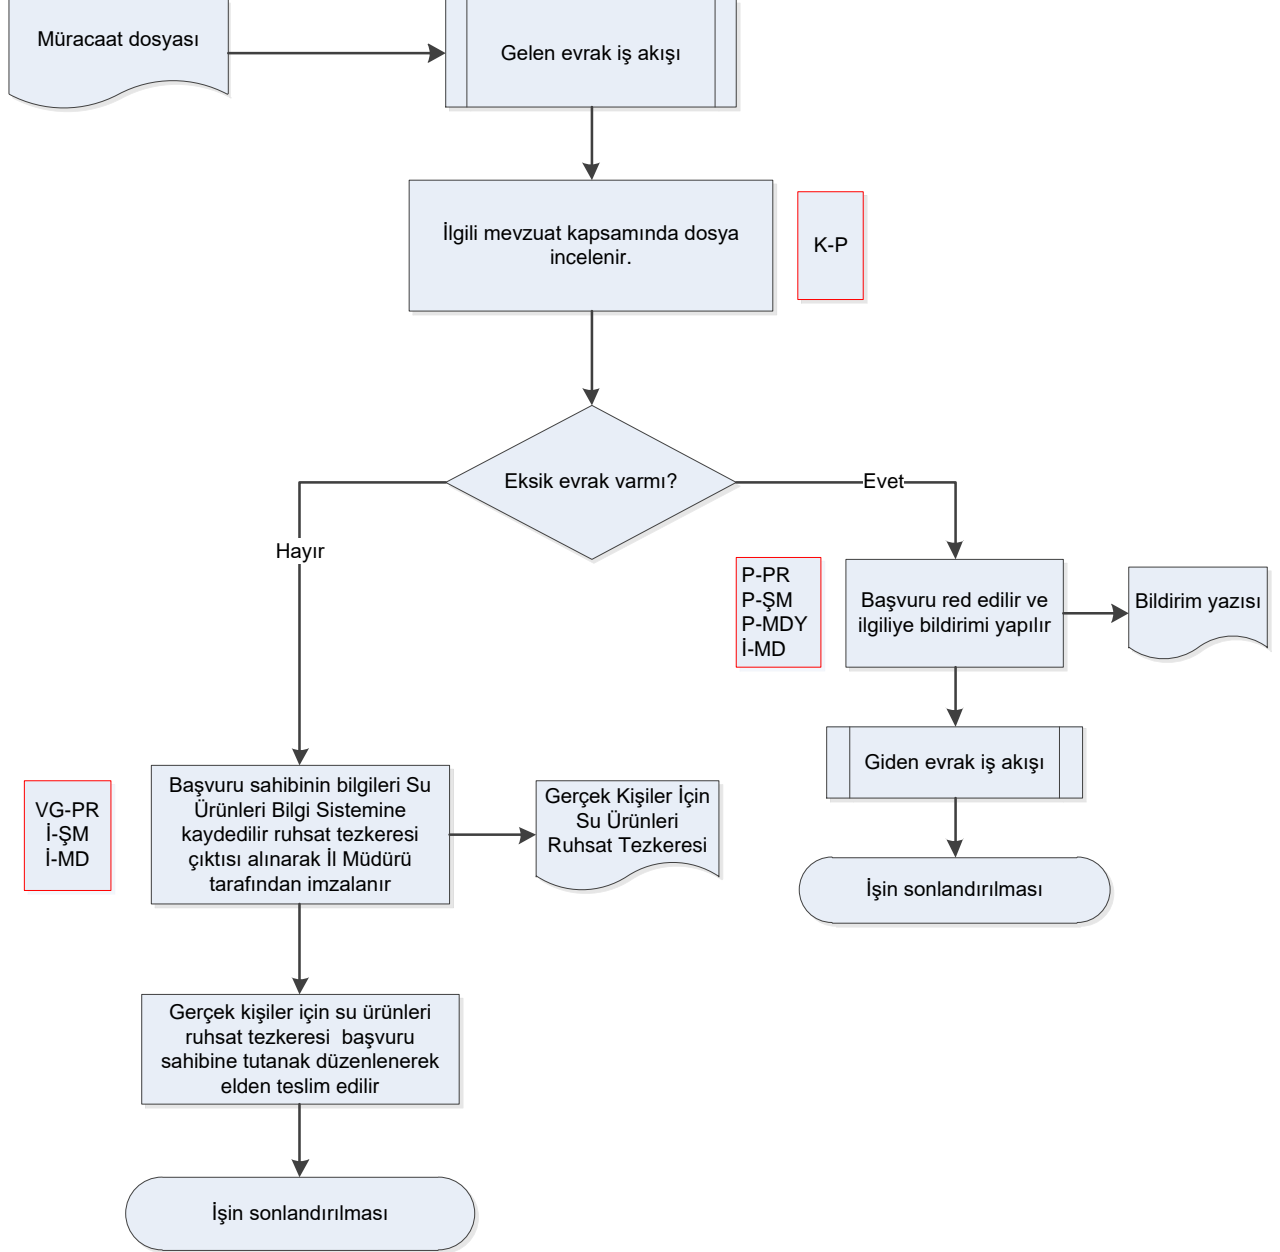 Müracaat dosyası
Gelen evrak iş akışı
İlgili mevzuat kapsamında dosya
incelenir.
K-P
Eksik evrak varmı?
Evet
Hayır
P-PR
P-ŞM
P-MDY
İ-MD
Başvuru red edilir ve
ilgiliye bildirimi yapılır
Bildirim yazısı
Giden evrak iş akışı
İşin sonlandırılması
VG-PR
İ-ŞM
İ-MD
Başvuru sahibinin bilgileri Su
Ürünleri Bilgi Sistemine
kaydedilir ruhsat tezkeresi
çıktısı alınarak İl Müdürü
tarafından imzalanır
Gerçek Kişiler İçin
Su Ürünleri
Ruhsat Tezkeresi
Gerçek kişiler için su ürünleri
ruhsat tezkeresi  başvuru
sahibine tutanak düzenlenerek
elden teslim edilir
İşin sonlandırılması